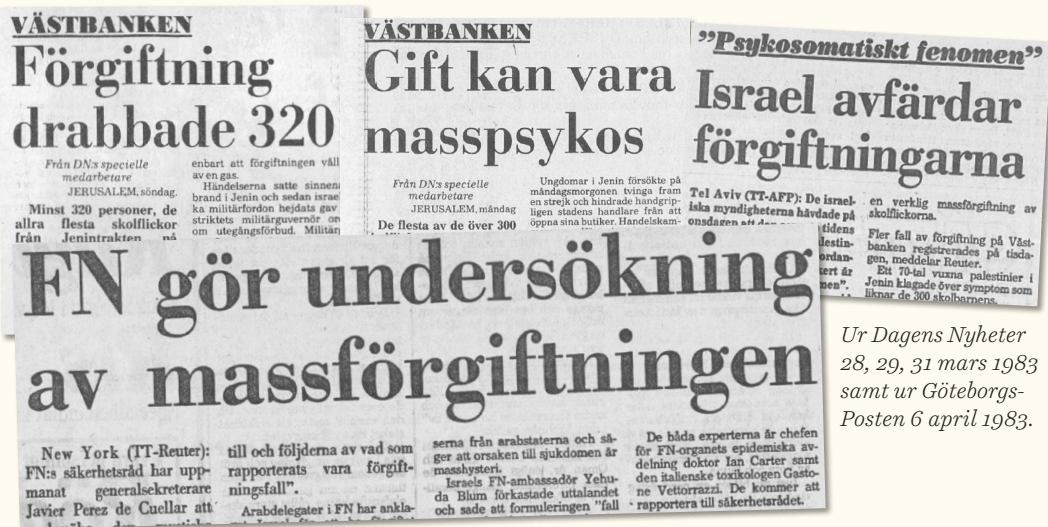 VÄSTBANKEN
Förgiftning
drabbade 320
Från DN:s specielle
medarbetare
JERUSALEM, söndag.
Minst 320 personer, de
allra flesta skolflickor
från Jenintrakten på
enbart att förgiftningen våll
av en gas.
Händelserna satte sinnena
brand i Jenin och sedan israe
ka militärfordon hejdats gav
striktets militärguvernör or
om utegångsförbud. Militär
VÄSTBANKEN
Gift kan vara
masspsykos
Från DN:s specielle
medarbetare
JERUSALEM, måndag
De flesta av de över 300
Ungdomar i Jenin försökte på
måndagsmorgonen tvinga fram
en strejk och hindrade handgrip-
ligen stadens handlare från att
öppna sina butiker. Handelskam-
"Psykosomatiskt fenomen"
Israel avfärdar
förgiftningarna
Tel Aviv (TT-AFP): De israel-
iska myndigheterna hävdade på
onsdagen att den
tidens
lestin-
ordan-
kert är
men".
en verklig massförgiftning av
skolflickorna.
Fler fall av förgiftning på Väst-
banken registrerades på tisda-
gen, meddelar Reuter.
Ett 70-tal vuxna palestinier i
Jenin klagade över symptom som
liknar de 300 skolbarnens.
FN gör undersökning
av massförgiftningen
New York (TT-Reuter):
FN:s säkerhetsråd har upp-
manat generalsekreterare
Javier Perez de Cuellar att
till och följderna av vad som
rapporterats vara förgift-
ningsfall".
Arabdelegater i FN har ankla-
serna från arabstaterna och sä-
ger att orsaken till sjukdomen är
masshysteri.
Israels FN-ambassadör Yehu-
da Blum förkastade uttalandet
och sade att formuleringen "fall
De båda experterna är chefen
för FN-organets epidemiska av-
delning doktor Ian Carter samt
den italienske toxikologen Gasto-
ne Vettorrazzi. De kommer att
rapportera till säkerhetsrådet.
Ur Dagens Nyheter
28, 29, 31 mars 1983
samt ur Göteborgs-
Posten 6 april 1983.